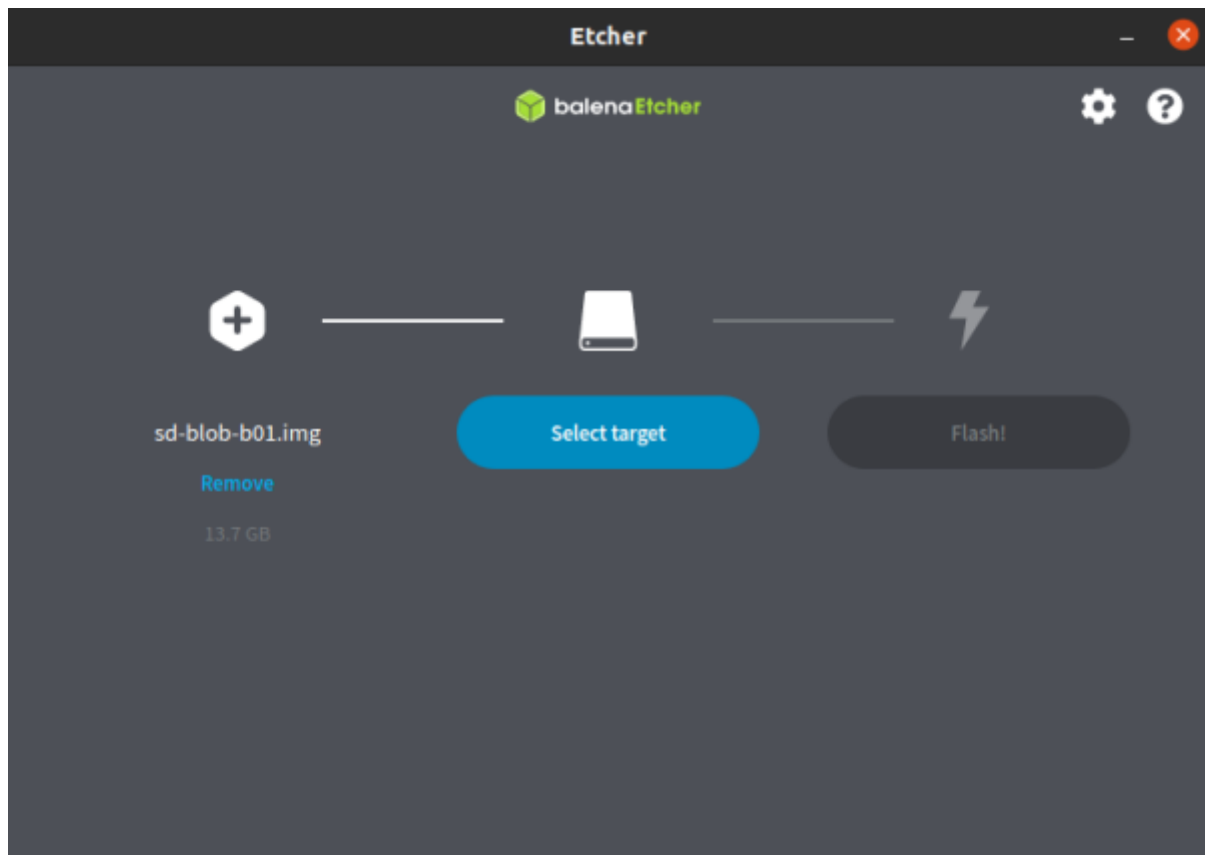 Etcher
balenaEtcher
sd-blob-b01.img
Select target
Flash!
Remove
13.7 GB